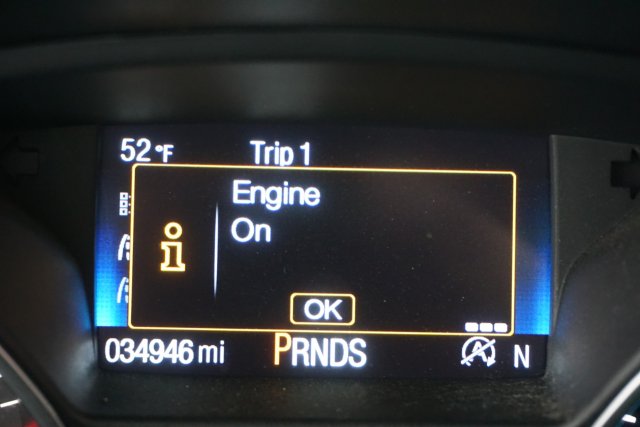 52°F Trip 1
Engine
On
OK
034946 mi PRNDS A N